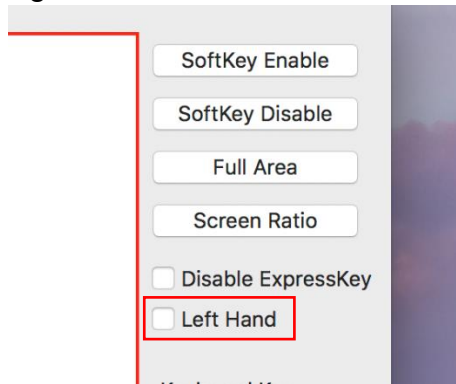 SoftKey Enable
SoftKey Disable
Full Area
Screen Ratio
Disable ExpressKey
Left Hand